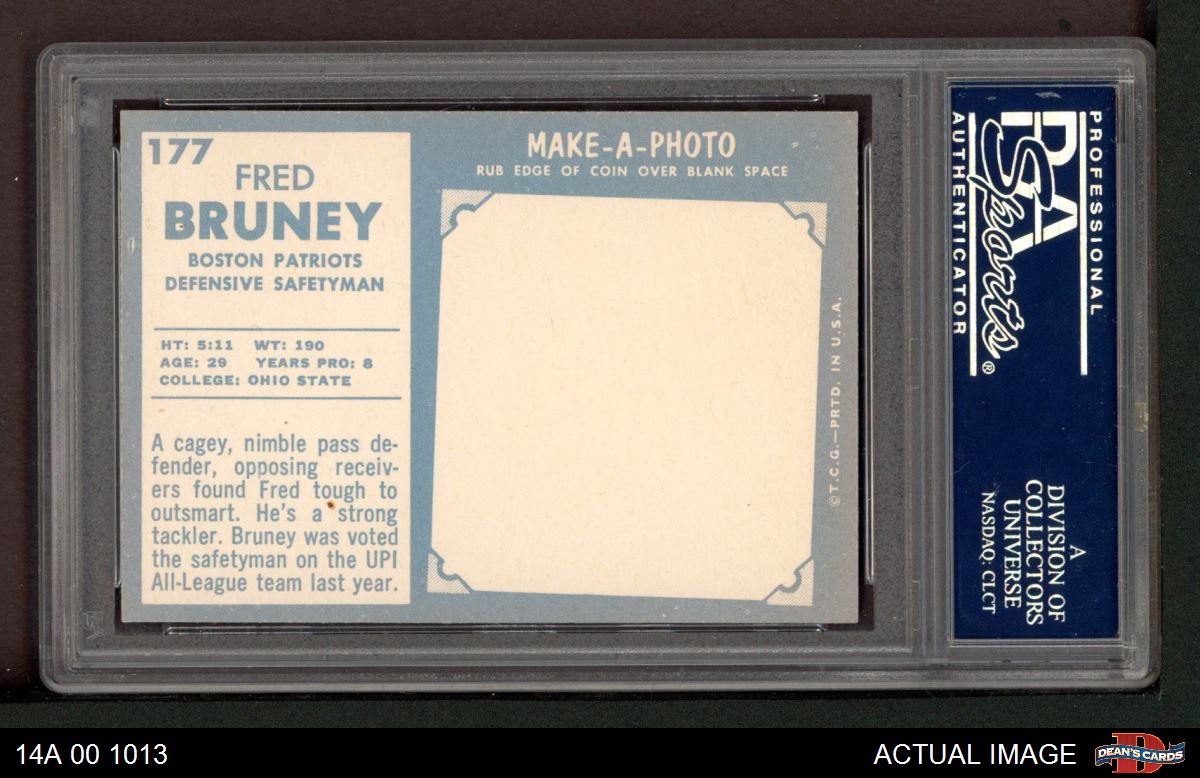 177
FRED
BRUNEY
BOSTON PATRIOTS
DEFENSIVE SAFETYMAN
HT: 5:11 WT: 190
AGE: 29 YEARS PRO: 8
COLLEGE: OHIO STATE
A cagey, nimble pass de-
fender, opposing receiv-
ers found Fred tough to
outsmart. He's a strong
tackler. Bruney was voted
the safetyman on the UPI
All-League team last year.
MAKE-A-PHOTO
RUB EDGE OF COIN OVER BLANK SPACE
©T.C.G.—PRTD. IN U.S.A.
PROFESSIONAL
PSA
Sports®
AUTHENTICATOR
A
DIVISION OF
COLLECTORS
UNIVERSE
NASDAQ: CLCT
14A 00 1013
ACTUAL IMAGE
D
DEAN'S CARDS